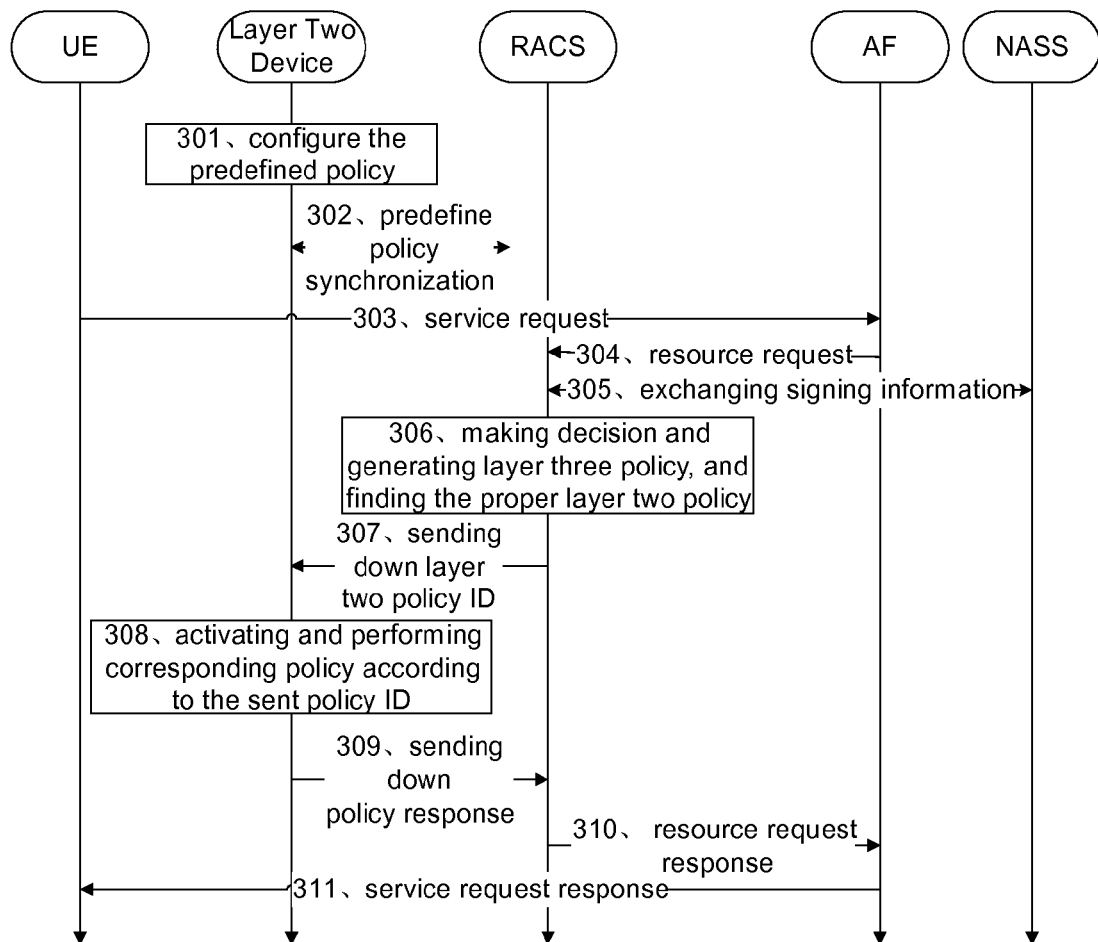 UE
Layer Two
Device
RACS
AF
NASS
301、configure the
predefined policy
302、predefine
policy
synchronization
303、service request
304、resource request
305、exchanging signing information
306、making decision and
generating layer three policy, and
finding the proper layer two policy
307、sending
down layer
two policy ID
308、activating and performing
corresponding policy according
to the sent policy ID
309、sending
down
policy response
310、 resource request
response
311、service request response